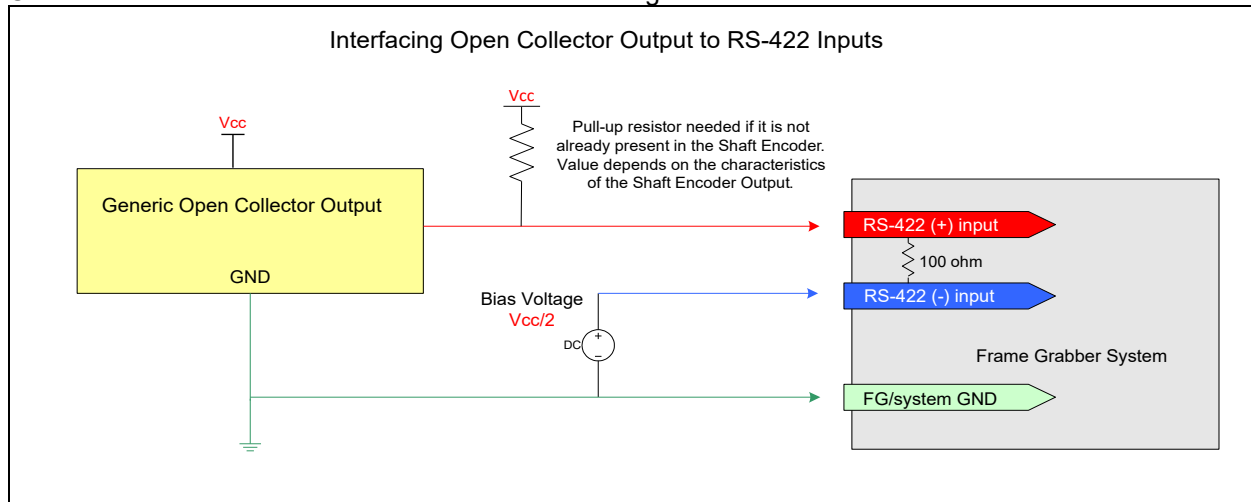 Interfacing Open Collector Output to RS-422 Inputs
Vcc
Vcc
Pull-up resistor needed if it is not
already present in the Shaft Encoder.
Value depends on the characteristics
of the Shaft Encoder Output.
Generic Open Collector Output
GND
RS-422 (+) input
100 ohm
RS-422 (-) input
Bias Voltage
Vcc/2
DC
+
−
Frame Grabber System
FG/system GND